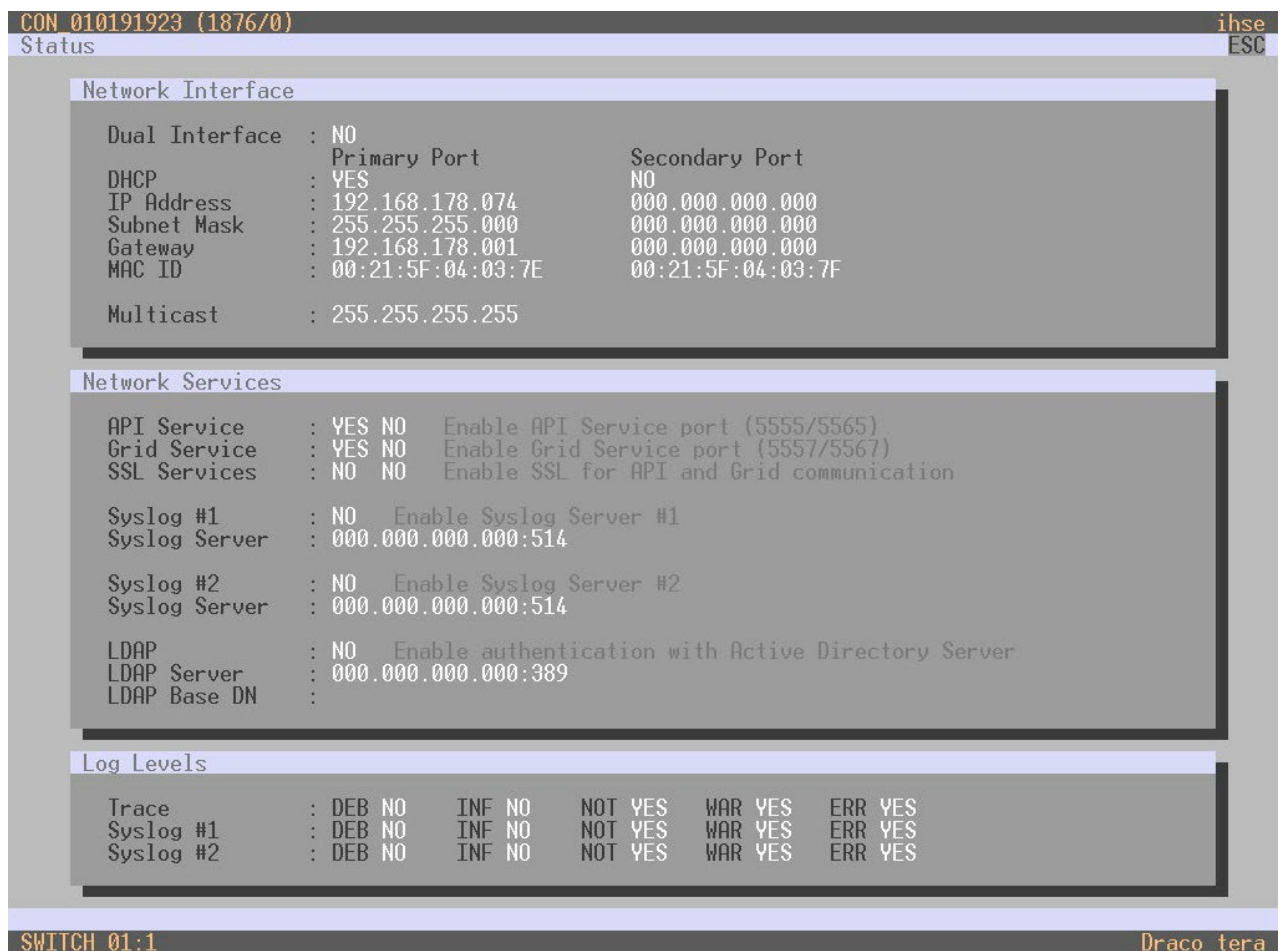 CON_010191923 (1876/0) ihse
Status ESC
Network Interface
Dual Interface : NO
Primary Port Secondary Port
DHCP : YES NO
IP Address : 192.168.178.074 000.000.000.000
Subnet Mask : 255.255.255.000 000.000.000.000
Gateway : 192.168.178.001 000.000.000.000
MAC ID : 00:21:5F:04:03:7E 00:21:5F:04:03:7F
Multicast : 255.255.255.255
Network Services
API Service : YES NO Enable API Service port (5555/5565)
Grid Service : YES NO Enable Grid Service port (5557/5567)
SSL Services : NO NO Enable SSL for API and Grid communication
Syslog #1 : NO Enable Syslog Server #1
Syslog Server : 000.000.000.000:514
Syslog #2 : NO Enable Syslog Server #2
Syslog Server : 000.000.000.000:514
LDAP : NO Enable authentication with Active Directory Server
LDAP Server : 000.000.000.000:389
LDAP Base DN :
Log Levels
Trace : DEB NO INF NO NOT YES WAR YES ERR YES
Syslog #1 : DEB NO INF NO NOT YES WAR YES ERR YES
Syslog #2 : DEB NO INF NO NOT YES WAR YES ERR YES
SWITCH 01:1 Draco tera